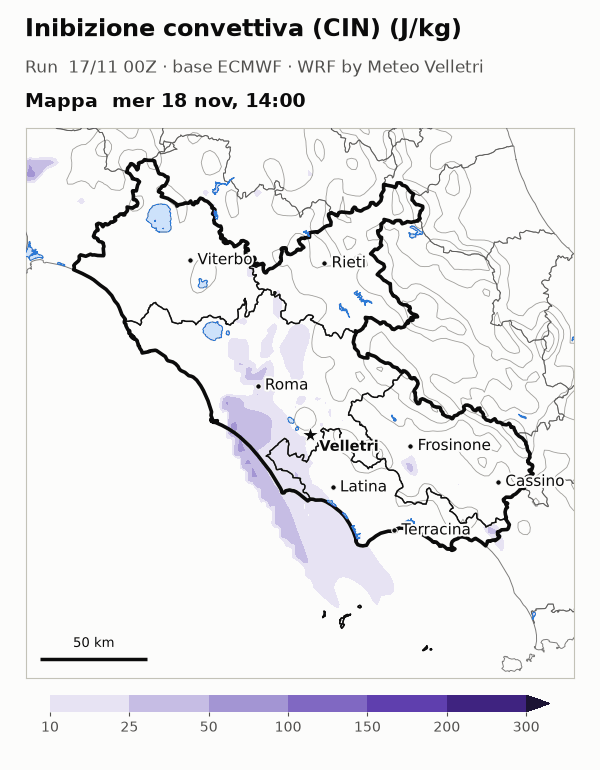 Inibizione convettiva (CIN) (J/kg)
Run 17/11 00Z · base ECMWF · WRF by Meteo Velletri
Mappa mer 18 nov, 14:00
Viterbo
Rieti
Roma
Velletri
Frosinone
Cassino
Latina
Terracina
50 km
10 25 50 100 150 200 300